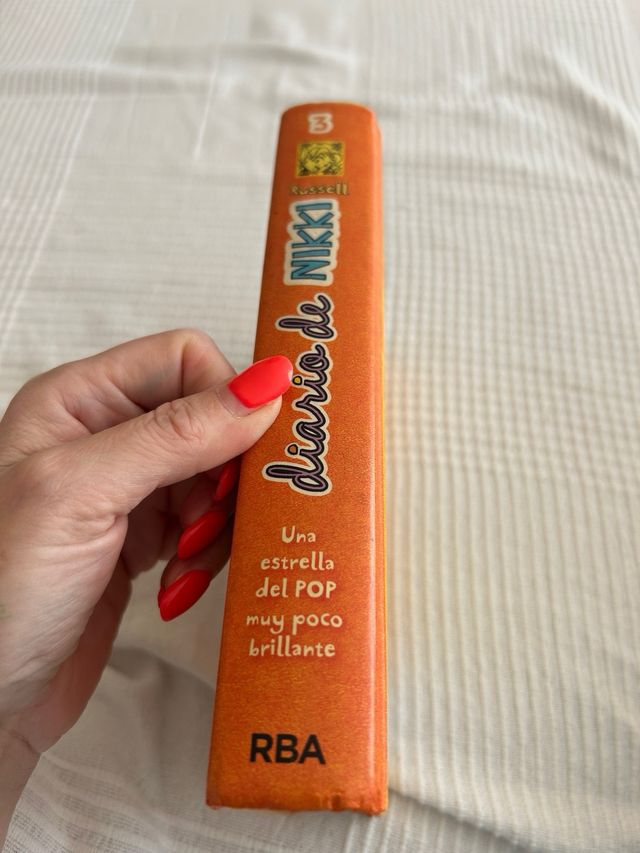 3
Russell
diario de NIKKI
Una
estrella
del POP
muy poco
brillante
RBA